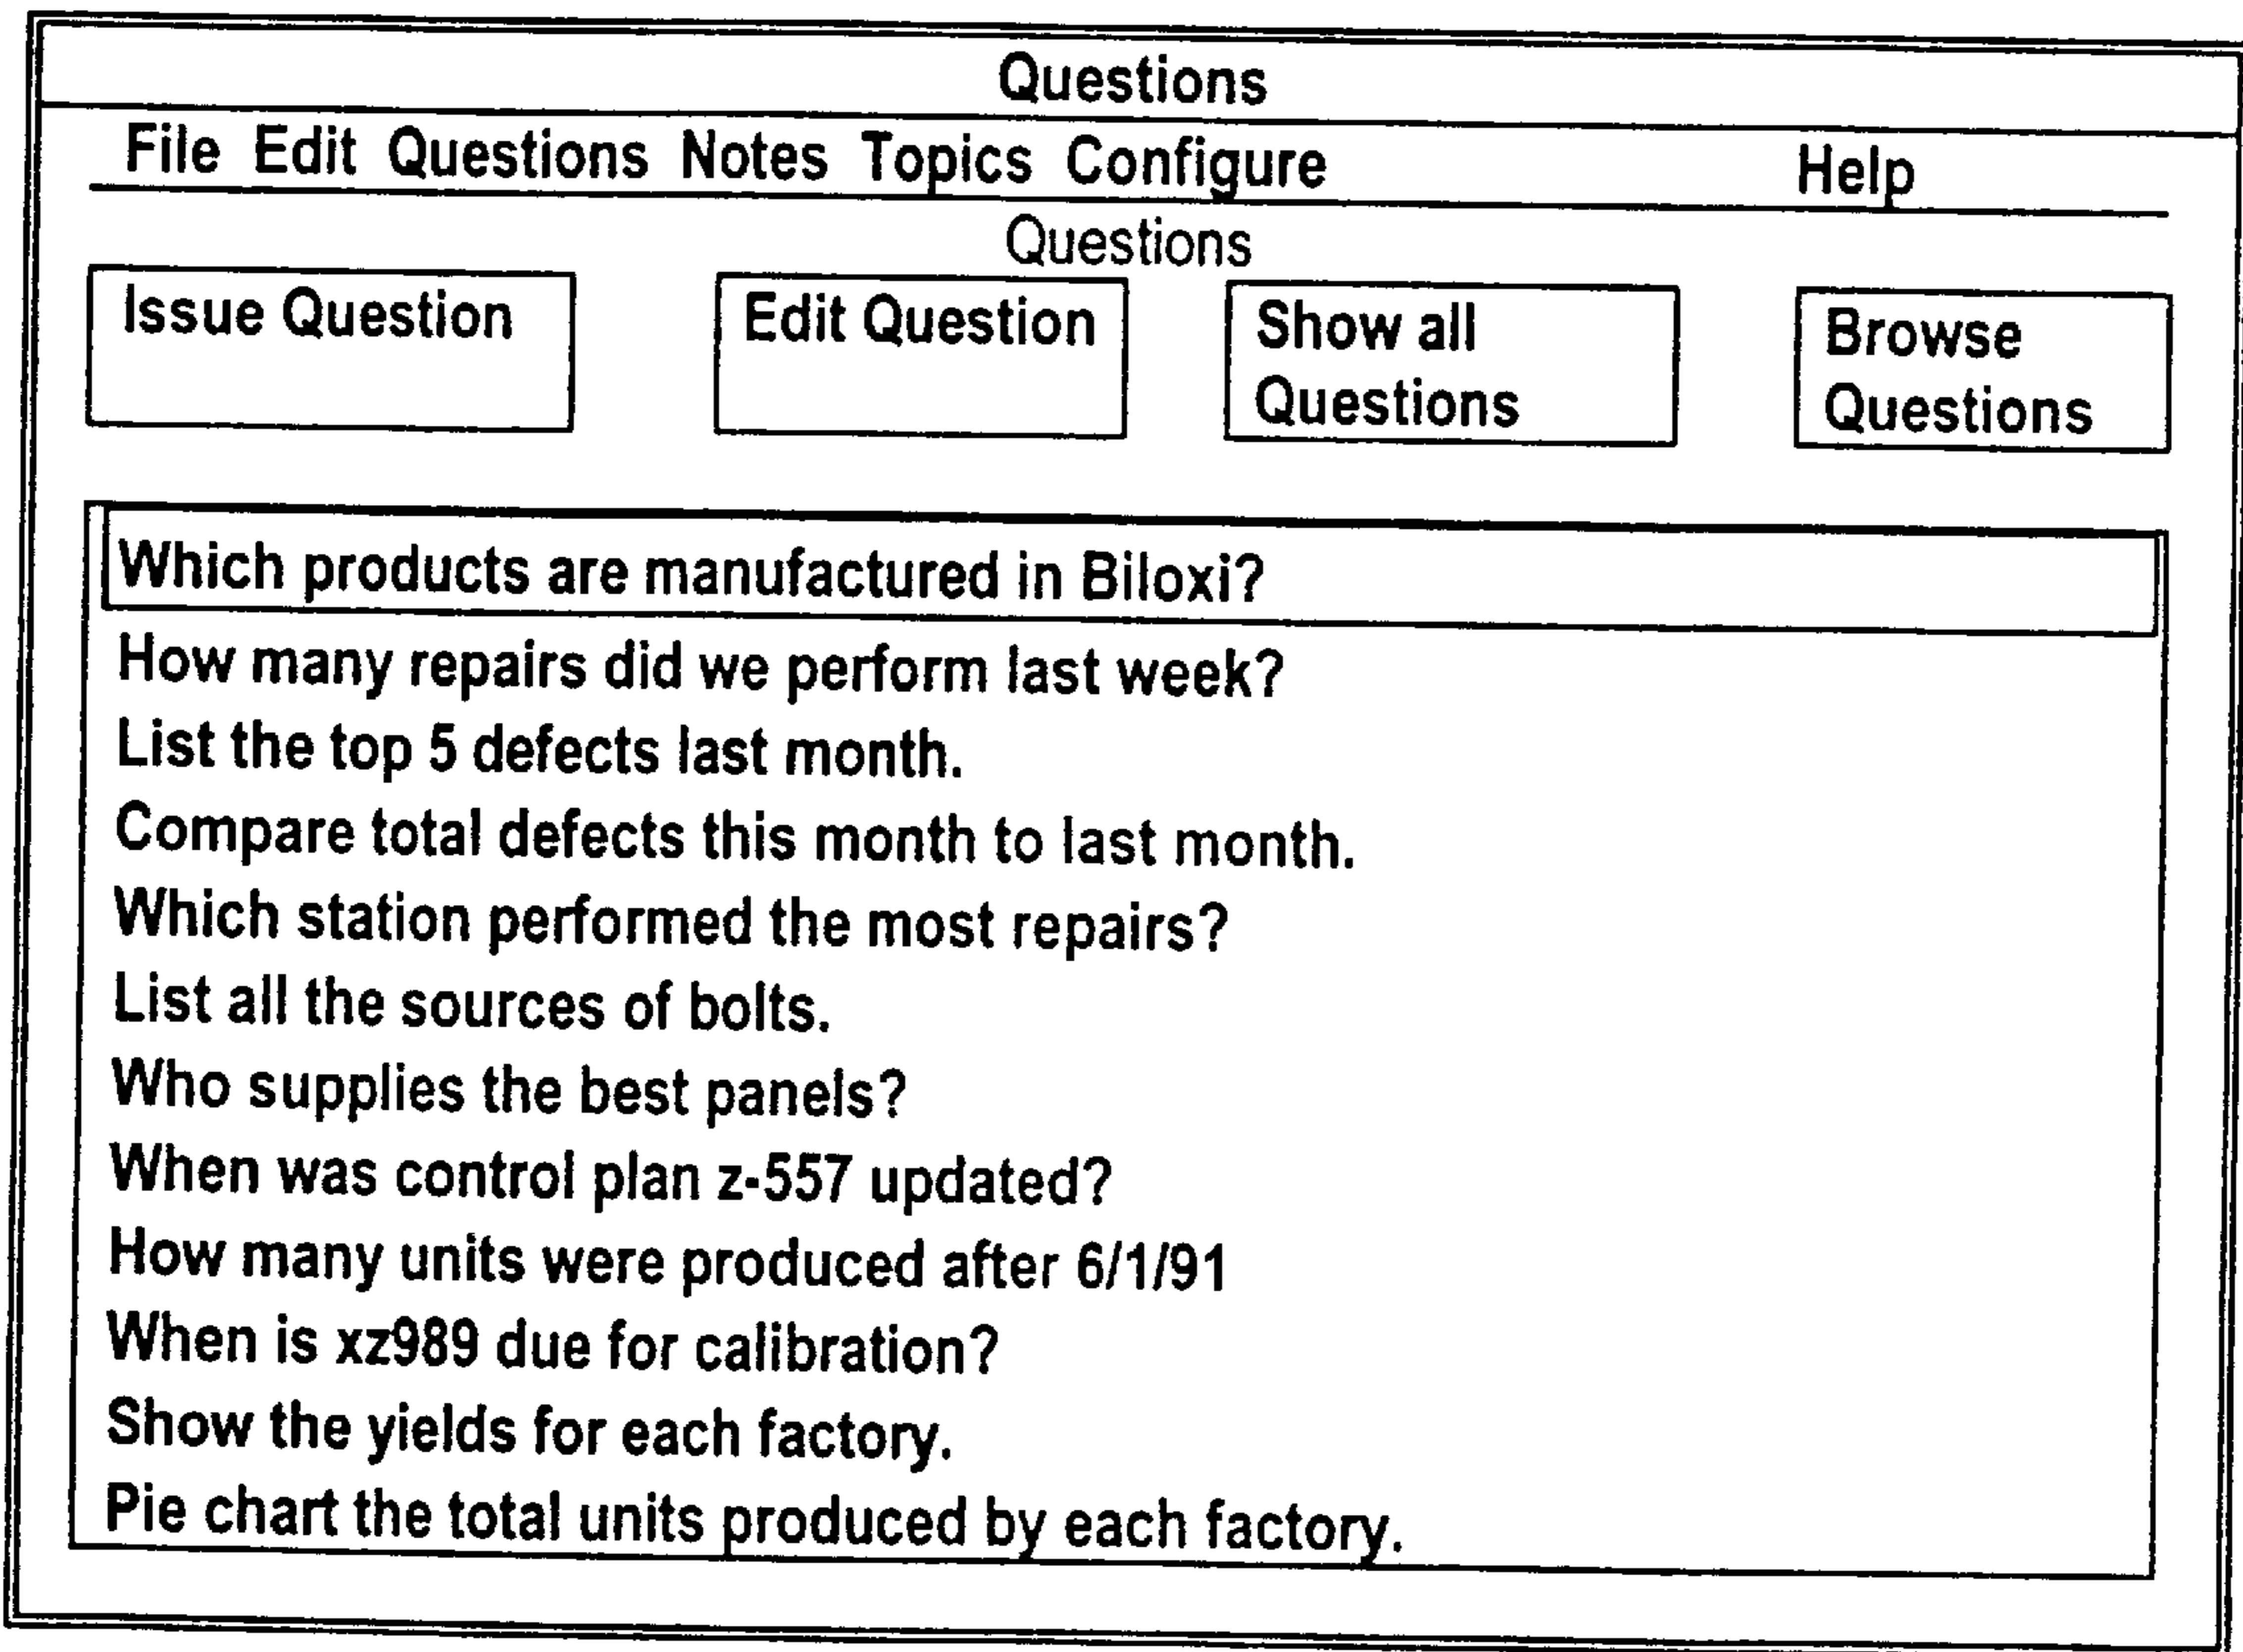 Questions
File Edit Questions Notes Topics Configure Help
Questions
Issue Question
Edit Question
Show all
Questions
Browse
Questions
Which products are manufactured in Biloxi?
How many repairs did we perform last week?
List the top 5 defects last month.
Compare total defects this month to last month.
Which station performed the most repairs?
List all the sources of bolts.
Who supplies the best panels?
When was control plan z-557 updated?
How many units were produced after 6/1/91
When is xz989 due for calibration?
Show the yields for each factory.
Pie chart the total units produced by each factory.